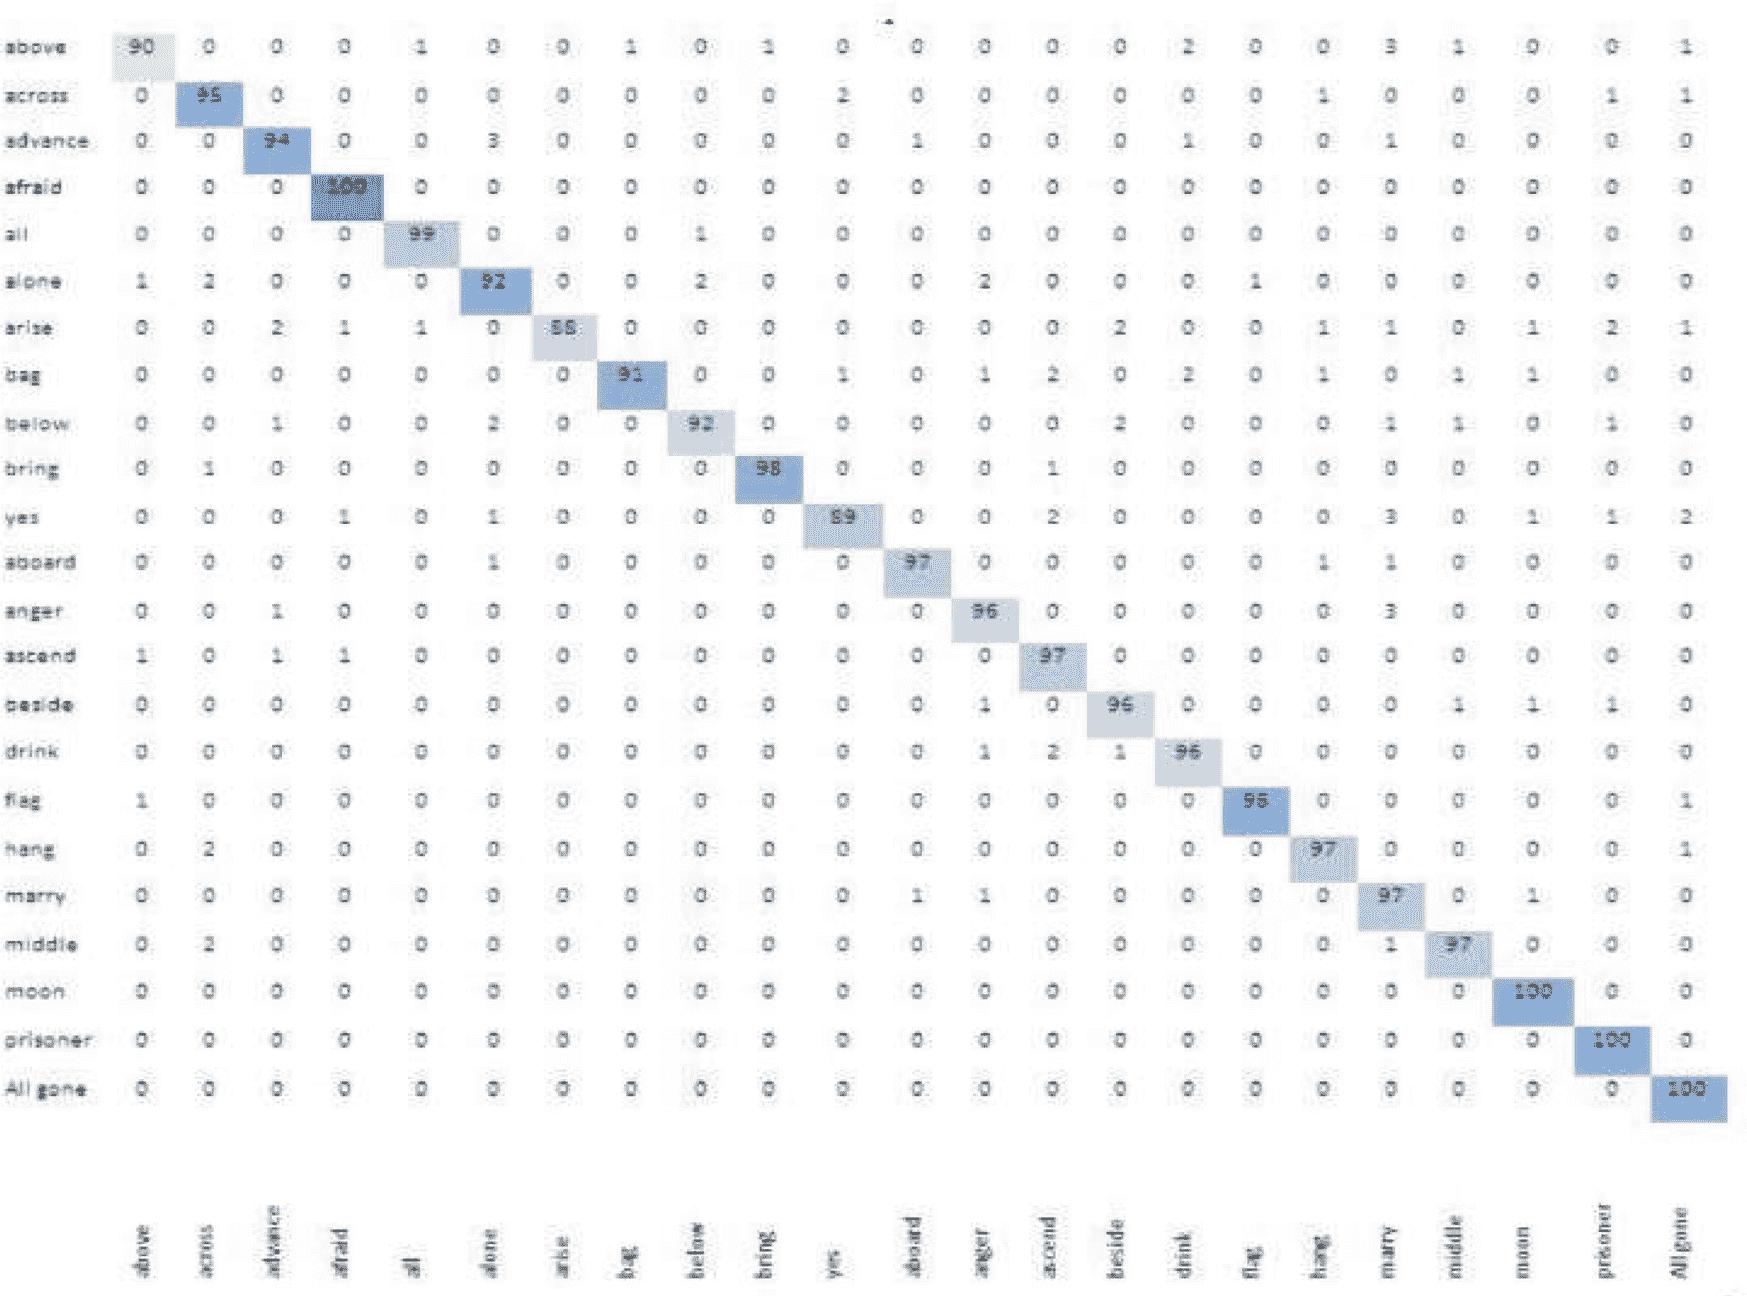 above 90 0 0 0 1 0 0 1 0 1 0 0 0 0 0 2 0 0 3 1 0 0 1
across 0 95 0 0 0 0 0 0 0 0 2 0 0 0 0 0 0 1 0 0 0 1 1
advance 0 0 94 0 0 3 0 0 0 0 0 1 0 0 0 1 0 0 1 0 0 0 0
afraid 0 0 0 100 0 0 0 0 0 0 0 0 0 0 0 0 0 0 0 0 0 0 0
all 0 0 0 0 99 0 0 0 1 0 0 0 0 0 0 0 0 0 0 0 0 0 0
alone 1 2 0 0 0 92 0 0 2 0 0 0 2 0 0 0 1 0 0 0 0 0 0
arise 0 0 2 1 1 0 88 0 0 0 0 0 0 0 2 0 0 1 1 0 1 2 1
bag 0 0 0 0 0 0 0 91 0 0 1 0 1 2 0 2 0 1 0 1 1 0 0
below 0 0 1 0 0 2 0 0 92 0 0 0 0 0 2 0 0 0 1 1 0 1 0
bring 0 1 0 0 0 0 0 0 0 98 0 0 0 1 0 0 0 0 0 0 0 0 0
yes 0 0 0 1 0 1 0 0 0 0 89 0 0 2 0 0 0 0 3 0 1 1 2
aboard 0 0 0 0 0 1 0 0 0 0 0 97 0 0 0 0 0 1 1 0 0 0 0
anger 0 0 1 0 0 0 0 0 0 0 0 0 96 0 0 0 0 0 3 0 0 0 0
ascend 1 0 1 1 0 0 0 0 0 0 0 0 0 97 0 0 0 0 0 0 0 0 0
beside 0 0 0 0 0 0 0 0 0 0 0 0 1 0 96 0 0 0 0 1 1 1 0
drink 0 0 0 0 0 0 0 0 0 0 0 0 1 2 1 96 0 0 0 0 0 0 0
flag 1 0 0 0 0 0 0 0 0 0 0 0 0 0 0 0 0 0 0 0 0 1
hang 0 2 0 0 0 0 0 0 0 0 0 0 0 0 0 0 0 97 0 0 0 0 1
marry 0 0 0 0 0 0 0 0 0 0 0 1 1 0 0 0 0 0 97 0 1 0 0
middle 0 2 0 0 0 0 0 0 0 0 0 0 0 0 0 0 0 0 1 97 0 0 0
moon 0 0 0 0 0 0 0 0 0 0 0 0 0 0 0 0 0 0 0 0 100 0 0
prisoner 0 0 0 0 0 0 0 0 0 0 0 0 0 0 0 0 0 0 0 0 0 100 0
All gone 0 0 0 0 0 0 0 0 0 0 0 0 0 0 0 0 0 0 0 0 0 0 100
above across advance afraid all alone arise bag below bring yes aboard anger ascend beside drink flag hang marry middle moon prisoner All gone